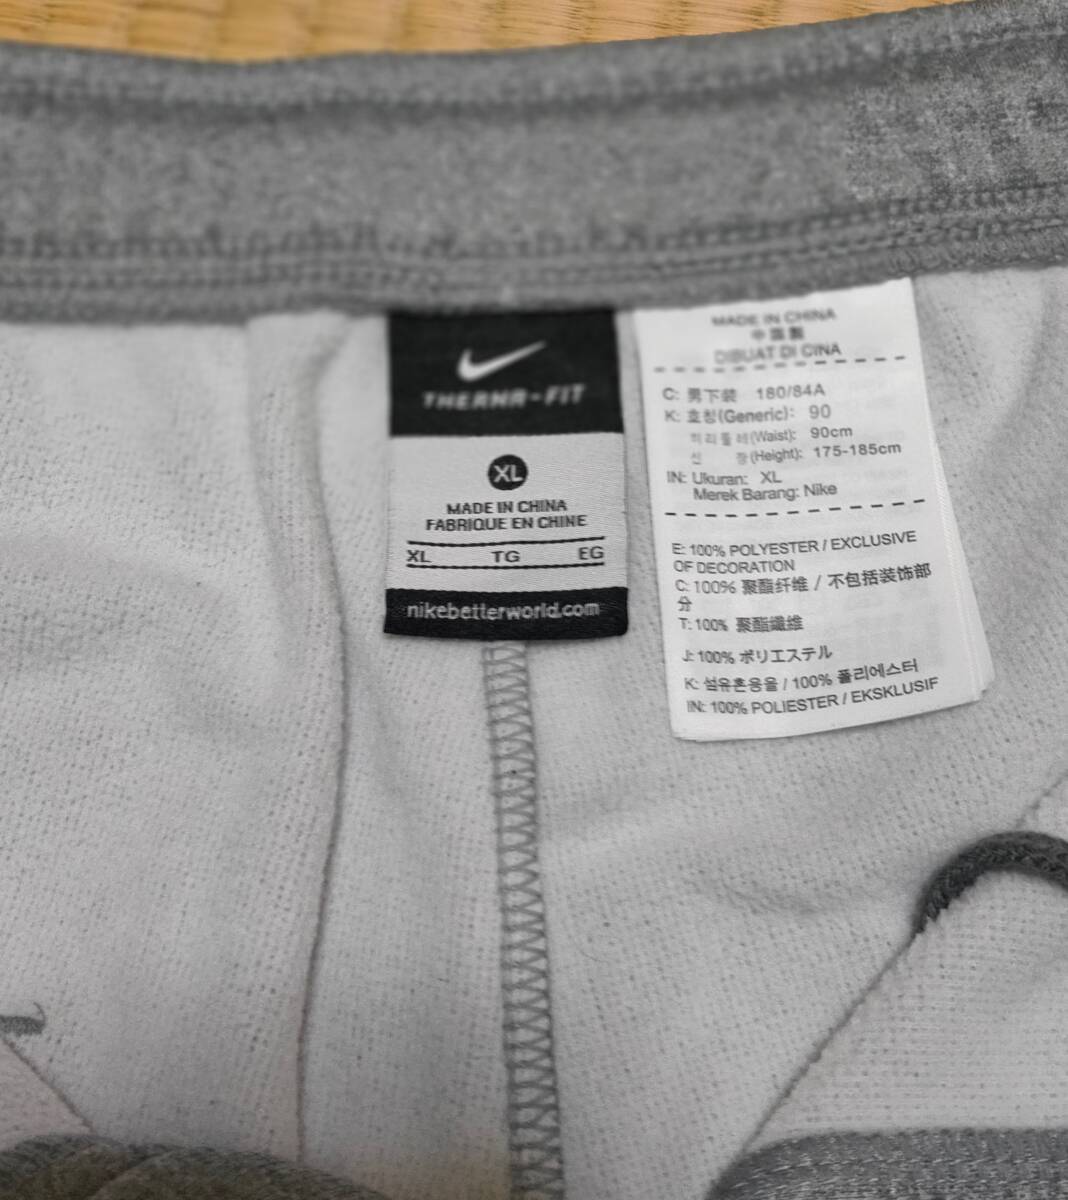 THERMA-FIT
XL
MADE IN CHINA
FABRIQUE EN CHINE
XL TG EG
nikebetterworld.com
MADE IN CHINA
中國製
DIBUAT DI CINA
C: 男下装 180/84A
K: 호칭(Generic): 90
허리둘레(Waist): 90cm
신 장(Height): 175-185cm
IN: Ukuran: XL
Merek Barang: Nike
E: 100% POLYESTER / EXCLUSIVE
OF DECORATION
C: 100% 聚酯纤维 / 不包括装饰部
分
T: 100% 聚酯纖維
J: 100% ポリエステル
K: 섬유혼용율 / 100% 폴리에스터
IN: 100% POLIESTER / EKSKLUSIF